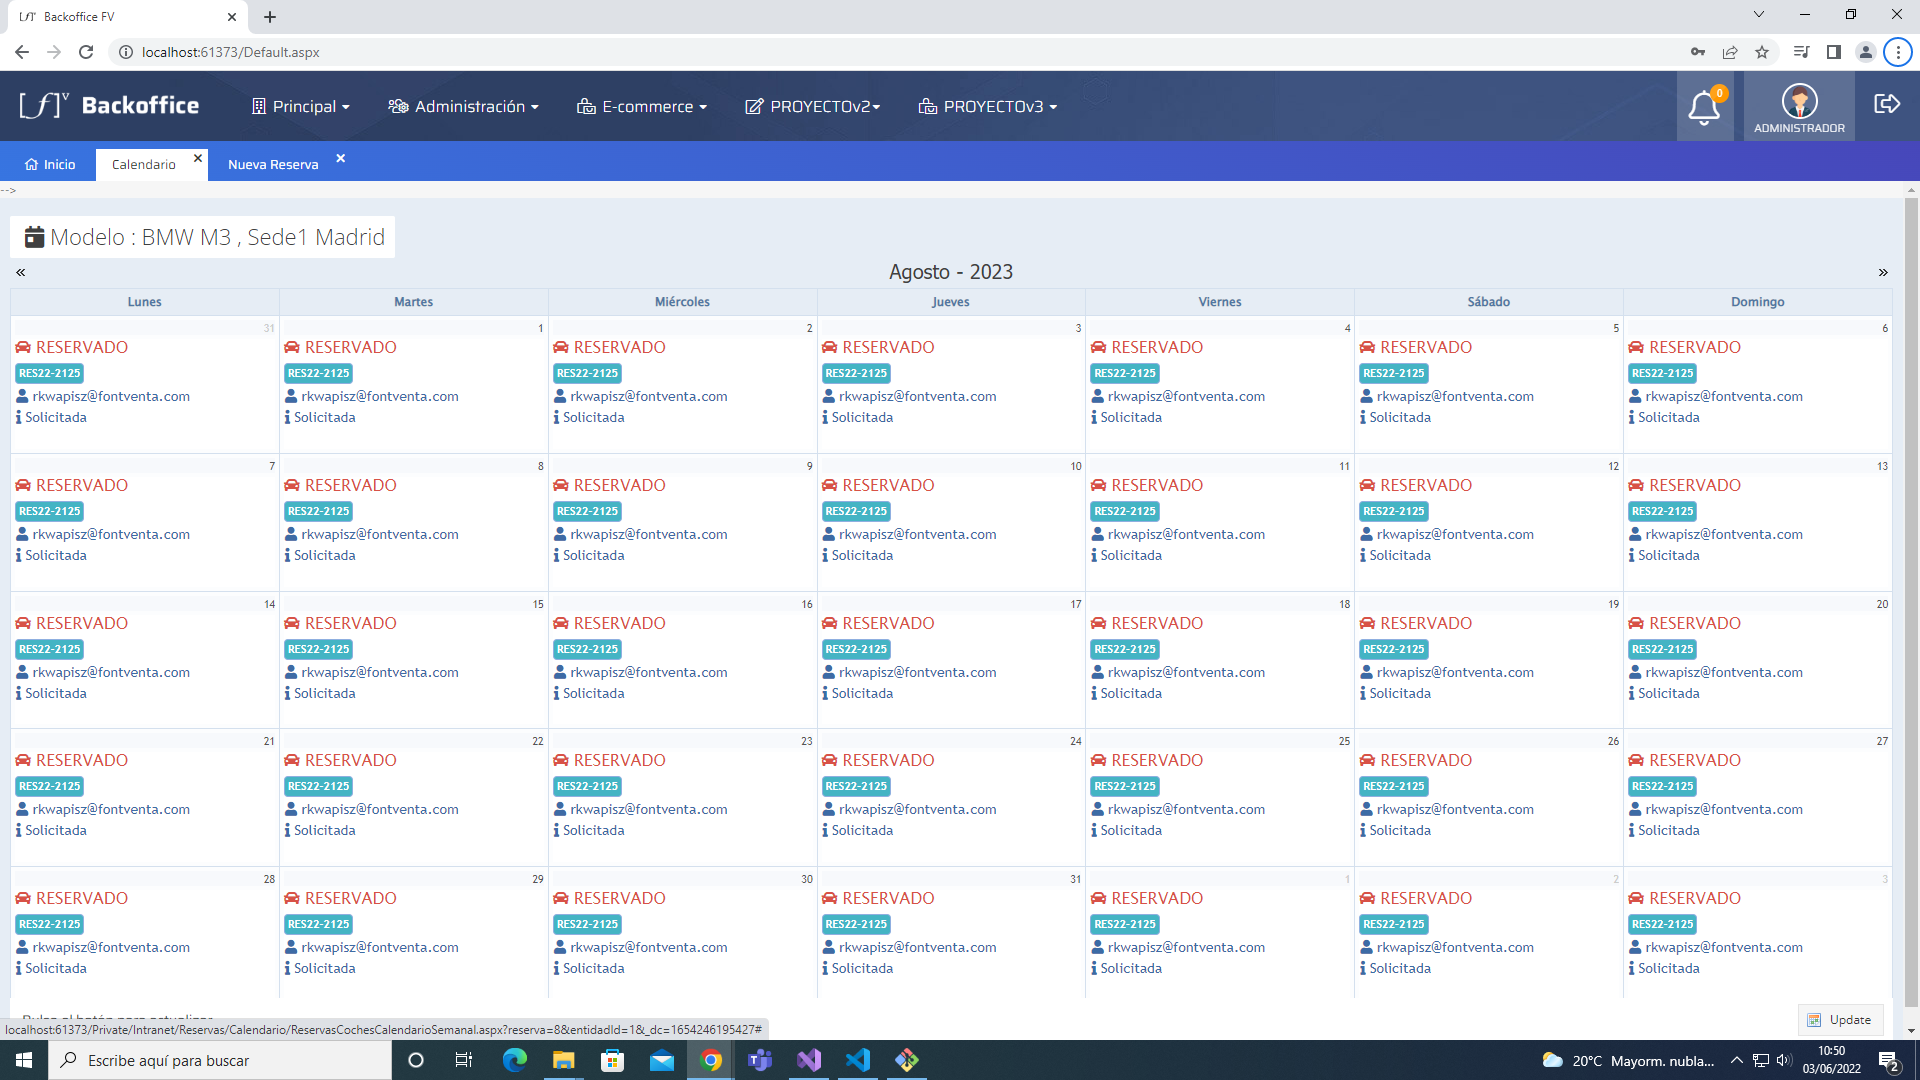 Backoffice FV
localhost:61373/Default.aspx
[ƒ]v Backoffice Principal Administración E-commerce PROYECTOv2 PROYECTOv3 0 ADMINISTRADOR
Inicio Calendario Nueva Reserva
-->
Modelo : BMW M3 , Sede1 Madrid
« Agosto - 2023 »
Lunes Martes Miércoles Jueves Viernes Sábado Domingo
31 1 2 3 4 5 6
RESERVADO RESERVADO RESERVADO RESERVADO RESERVADO RESERVADO RESERVADO
RES22-2125 RES22-2125 RES22-2125 RES22-2125 RES22-2125 RES22-2125 RES22-2125
rkwapisz@fontventa.com rkwapisz@fontventa.com rkwapisz@fontventa.com rkwapisz@fontventa.com rkwapisz@fontventa.com rkwapisz@fontventa.com rkwapisz@fontventa.com
Solicitada Solicitada Solicitada Solicitada Solicitada Solicitada Solicitada
7 8 9 10 11 12 13
RESERVADO RESERVADO RESERVADO RESERVADO RESERVADO RESERVADO RESERVADO
RES22-2125 RES22-2125 RES22-2125 RES22-2125 RES22-2125 RES22-2125 RES22-2125
rkwapisz@fontventa.com rkwapisz@fontventa.com rkwapisz@fontventa.com rkwapisz@fontventa.com rkwapisz@fontventa.com rkwapisz@fontventa.com rkwapisz@fontventa.com
Solicitada Solicitada Solicitada Solicitada Solicitada Solicitada Solicitada
14 15 16 17 18 19 20
RESERVADO RESERVADO RESERVADO RESERVADO RESERVADO RESERVADO RESERVADO
RES22-2125 RES22-2125 RES22-2125 RES22-2125 RES22-2125 RES22-2125 RES22-2125
rkwapisz@fontventa.com rkwapisz@fontventa.com rkwapisz@fontventa.com rkwapisz@fontventa.com rkwapisz@fontventa.com rkwapisz@fontventa.com rkwapisz@fontventa.com
Solicitada Solicitada Solicitada Solicitada Solicitada Solicitada Solicitada
21 22 23 24 25 26 27
RESERVADO RESERVADO RESERVADO RESERVADO RESERVADO RESERVADO RESERVADO
RES22-2125 RES22-2125 RES22-2125 RES22-2125 RES22-2125 RES22-2125 RES22-2125
rkwapisz@fontventa.com rkwapisz@fontventa.com rkwapisz@fontventa.com rkwapisz@fontventa.com rkwapisz@fontventa.com rkwapisz@fontventa.com rkwapisz@fontventa.com
Solicitada Solicitada Solicitada Solicitada Solicitada Solicitada Solicitada
28 29 30 31 1 2 3
RESERVADO RESERVADO RESERVADO RESERVADO RESERVADO RESERVADO RESERVADO
RES22-2125 RES22-2125 RES22-2125 RES22-2125 RES22-2125 RES22-2125 RES22-2125
rkwapisz@fontventa.com rkwapisz@fontventa.com rkwapisz@fontventa.com rkwapisz@fontventa.com rkwapisz@fontventa.com rkwapisz@fontventa.com rkwapisz@fontventa.com
Solicitada Solicitada Solicitada Solicitada Solicitada Solicitada Solicitada
Update
localhost:61373/Private/Intranet/Reservas/Calendario/ReservasCochesCalendarioSemanal.aspx?reserva=8&entidadId=1&_dc=1654246195427#
Escribe aquí para buscar 20°C Mayorm. nubla... 10:50
03/06/2022 2